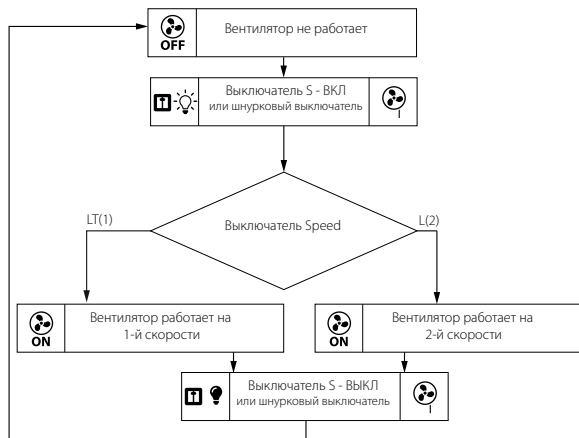 OFF
Вентилятор не работает
Выключатель S - ВКЛ
или шнурковый выключатель
I
LT(1)
Выключатель Speed
L(2)
ON
Вентилятор работает на
1-й скорости
ON
Вентилятор работает на
2-й скорости
Выключатель S - ВЫКЛ
или шнурковый выключатель
I